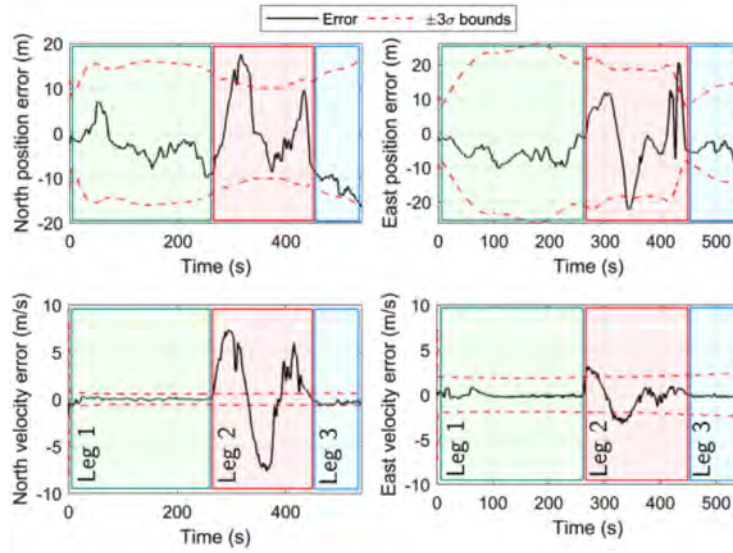 Error ±3σ bounds
North position error (m)
20
10
0
-10
-20
0 200 400
Time (s)
East position error (m)
20
10
0
-10
-20
0 100 200 300 400 500
Time (s)
North velocity error (m/s)
10
5
0
-5
-10
Leg 1
Leg 2
Leg 3
0 200 400
Time (s)
East velocity error (m/s)
10
5
0
-5
-10
Leg 1
Leg 2
Leg 3
0 100 200 300 400 500
Time (s)